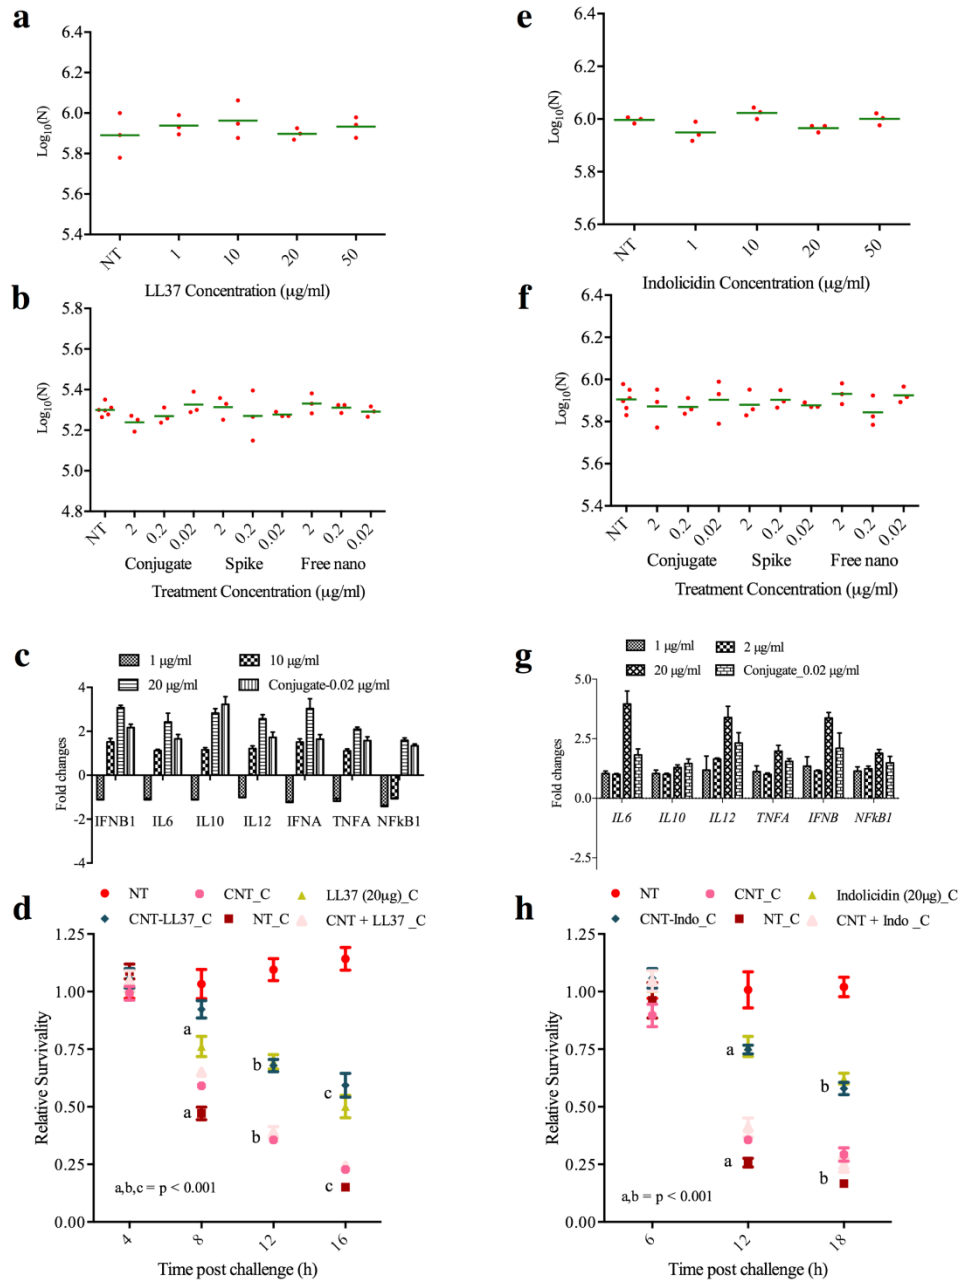 a
6.4
6.2
6.0
5.8
5.6
5.4
Log10(N)
NT
1
10
20
50
LL37 Concentration (µg/ml)
e
6.4
6.2
6.0
5.8
5.6
Log10(N)
NT
1
10
20
50
Indolicidin Concentration (µg/ml)
b
5.8
5.6
5.4
5.2
5.0
4.8
Log10(N)
NT
2
0.2
0.02
2
0.2
0.02
2
0.2
0.02
Conjugate Spike Free nano
Treatment Concentration (µg/ml)
f
6.4
6.2
6.0
5.8
5.6
5.4
Log10(N)
NT
2
0.2
0.02
2
0.2
0.02
2
0.2
0.02
Conjugate Spike Free nano
Treatment Concentration (µg/ml)
c
1 µg/ml 10 µg/ml
20 µg/ml Conjugate-0.02 µg/ml
4
2
0
-2
-4
Fold changes
IFNB1 IL6 IL10 IL12 IFNA TNFA NFkB1
g
1 µg/ml 2 µg/ml
20 µg/ml Conjugate_0.02 µg/ml
5.0
2.5
0.0
-2.5
Fold changes
IL6 IL10 IL12 TNFA IFNB NFkB1
d
NT CNT_C LL37 (20µg)_C
CNT-LL37_C NT_C CNT + LL37_C
1.25
1.00
0.75
0.50
0.25
0.00
Relative Survivality
a
a
b
b
c
c
a,b,c = p < 0.001
4
8
12
16
Time post challenge (h)
h
NT CNT_C Indolicidin (20µg)_C
CNT-Indo_C NT_C CNT + Indo _C
1.25
1.00
0.75
0.50
0.25
0.00
Relative Survivality
a
a
b
b
a,b = p < 0.001
6
12
18
Time post challenge (h)